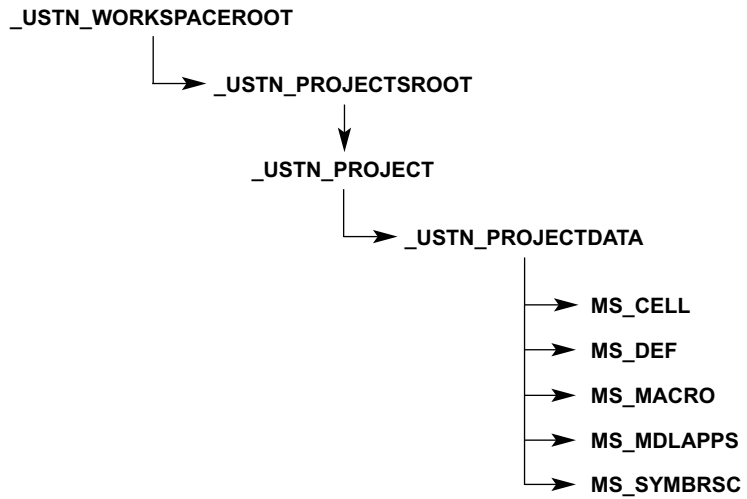 _USTN_WORKSPACEROOT
_USTN_PROJECTSROOT
_USTN_PROJECT
_USTN_PROJECTDATA
MS_CELL
MS_DEF
MS_MACRO
MS_MDLAPPS
MS_SYMBRSC